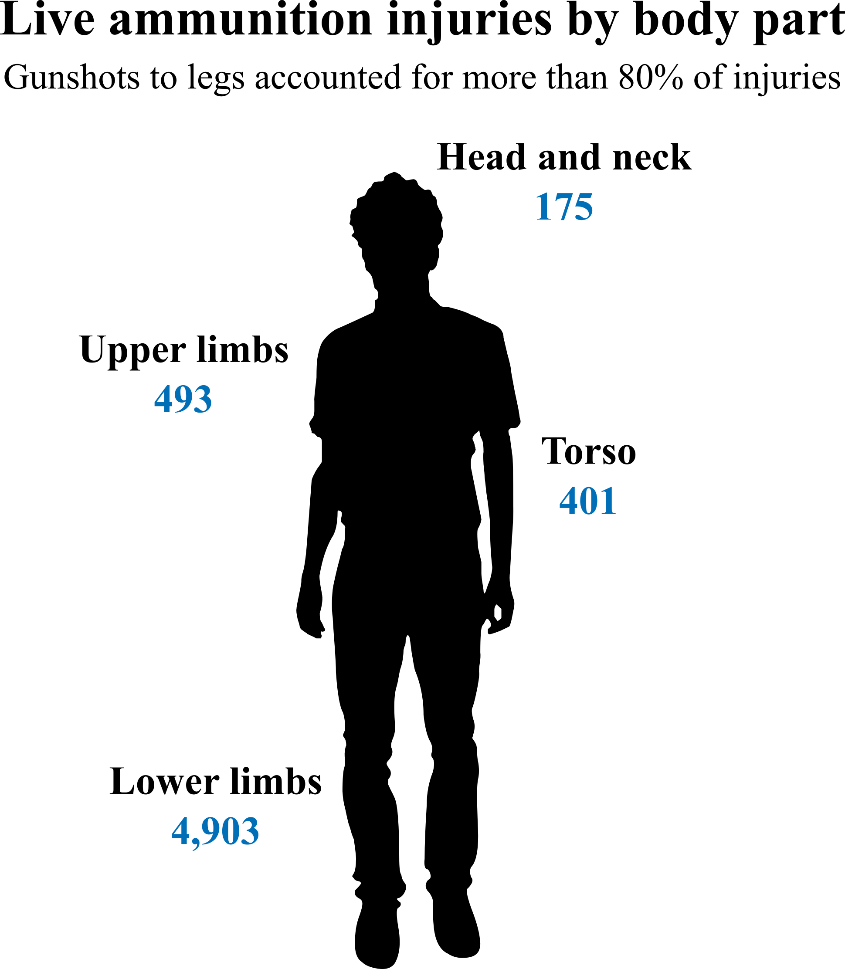 Live ammunition injuries by body part
Gunshots to legs accounted for more than 80% of injuries
Head and neck
175
Upper limbs
493
Torso
401
Lower limbs
4,903